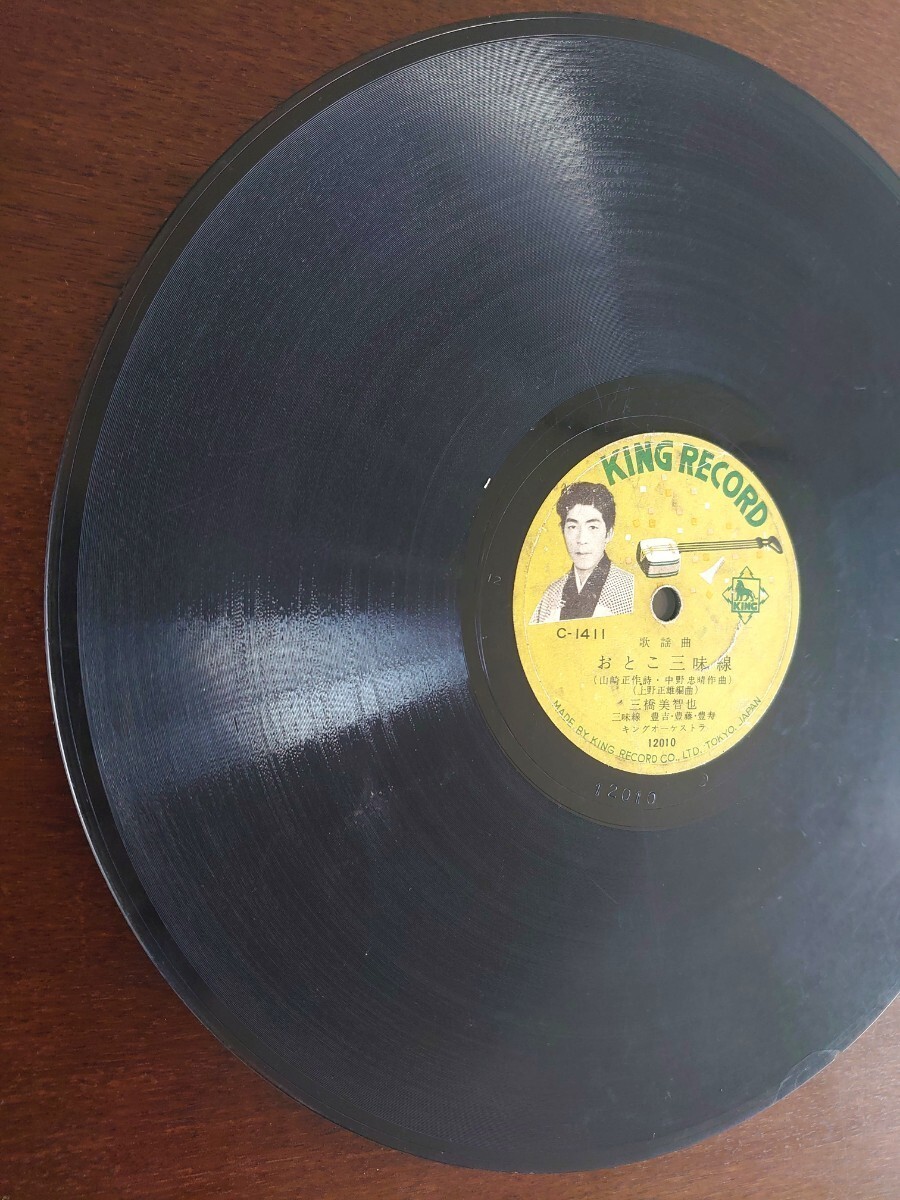 KING RECORD
KING
C-1411
歌謡曲
おとこ三味線
(山崎正作詩・中野忠晴作曲)
(上野正雄編曲)
三橋美智也
三味線 豊吉・豊藤・豊寿
キングオーケストラ
12010
MADE BY KING RECORD CO., LTD. TOKYO, JAPAN
12010